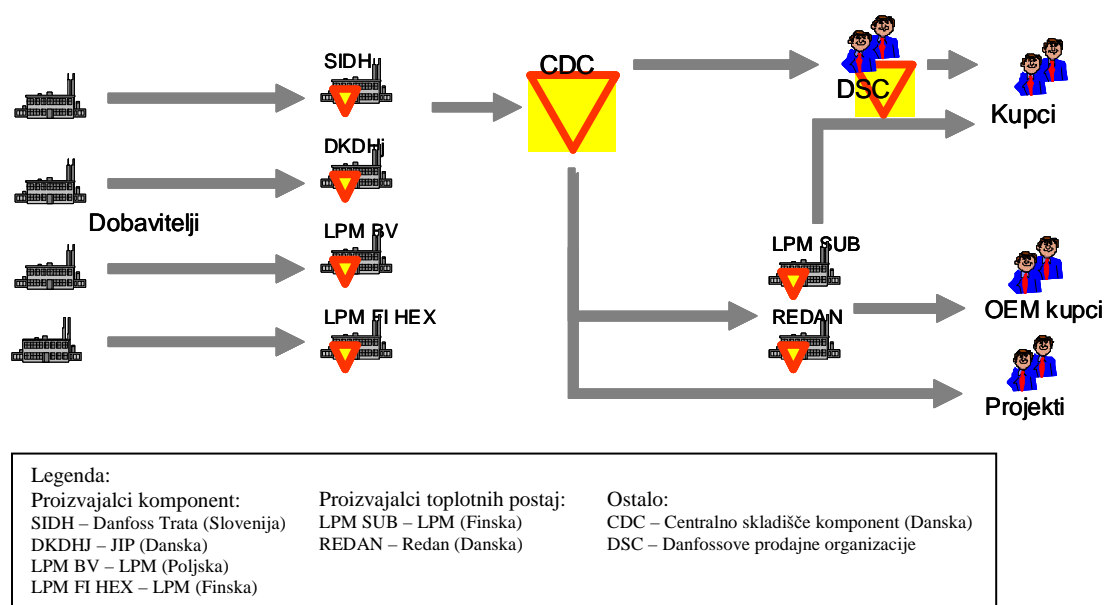 SIDH
CDC
DSC
Kupci
DKDHj
Dobavitelji
LPM BV
LPM SUB
LPM FI HEX
REDAN
OEM kupci
Projekti
Legenda:
Proizvajalci komponent:
SIDH – Danfoss Trata (Slovenija)
DKDHJ – JIP (Danska)
LPM BV – LPM (Poljska)
LPM FI HEX – LPM (Finska)
Proizvajalci toplotnih postaj:
LPM SUB – LPM (Finska)
REDAN – Redan (Danska)
Ostalo:
CDC – Centralno skladišče komponent (Danska)
DSC – Danfossove prodajne organizacije